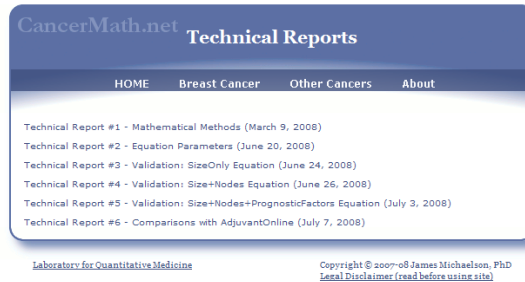 CancerMath.net
Technical Reports
HOME Breast Cancer Other Cancers About
Technical Report #1 - Mathematical Methods (March 9, 2008)
Technical Report #2 - Equation Parameters (June 20, 2008)
Technical Report #3 - Validation: SizeOnly Equation (June 24, 2008)
Technical Report #4 - Validation: Size+Nodes Equation (June 26, 2008)
Technical Report #5 - Validation: Size+Nodes+PrognosticFactors Equation (July 3, 2008)
Technical Report #6 - Comparisons with AdjuvantOnline (July 7, 2008)
Laboratory for Quantitative Medicine
Copyright © 2007-08 James Michaelson, PhD
Legal Disclaimer (read before using site)